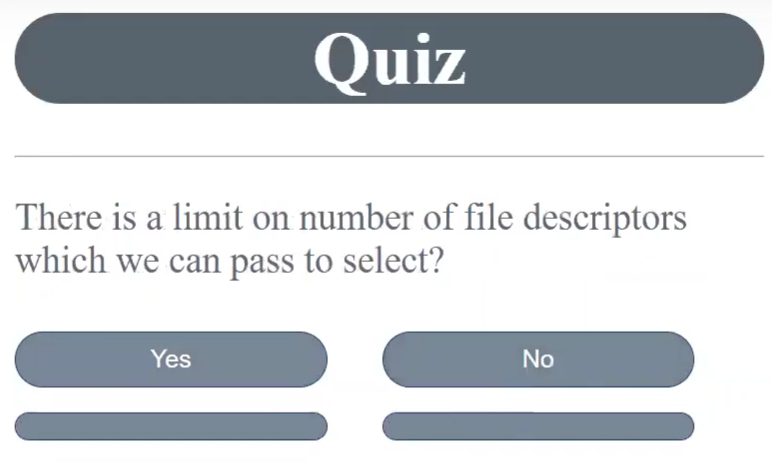 Quiz
There is a limit on number of file descriptors
which we can pass to select?
Yes
No